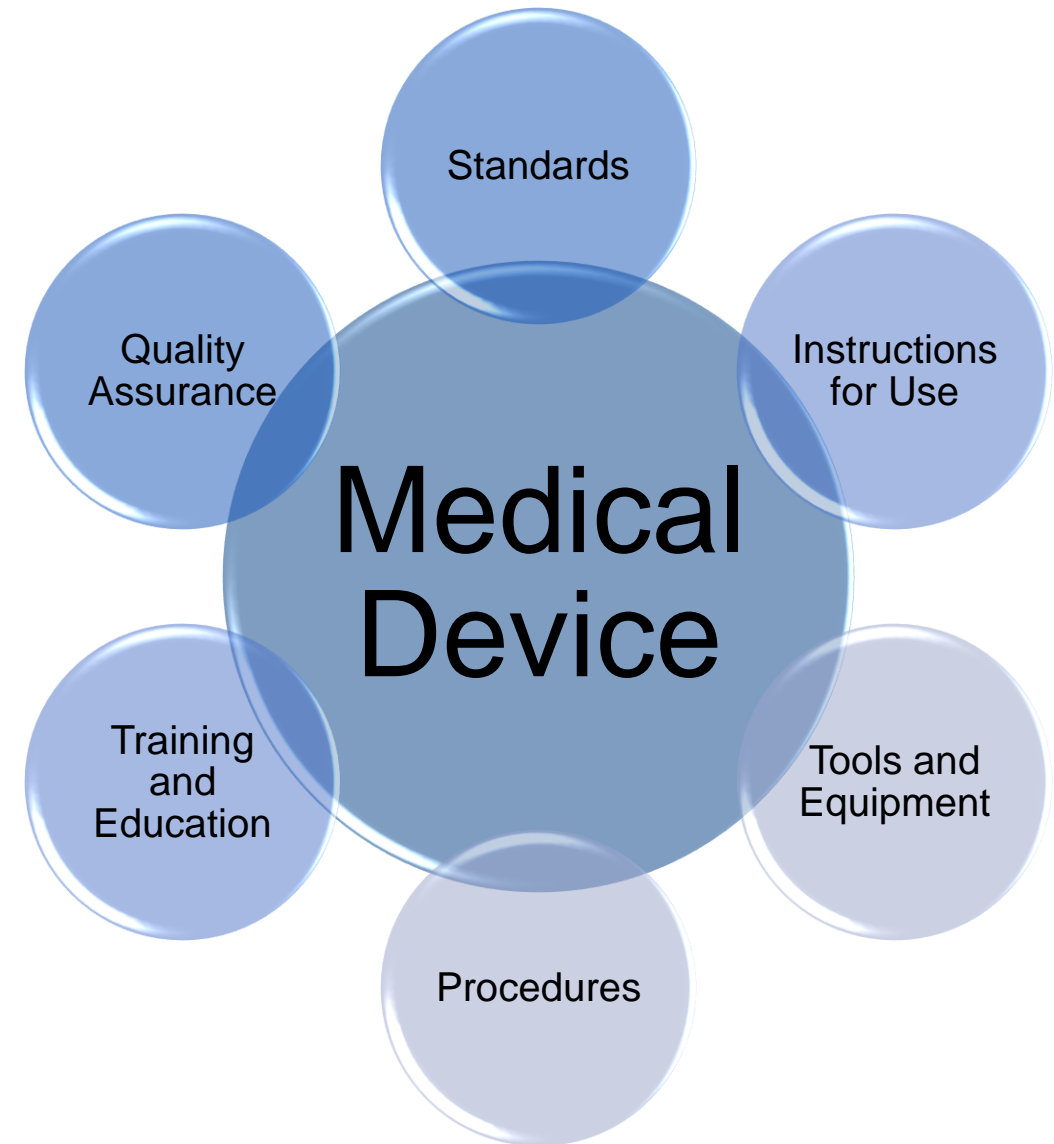 Standards
Instructions
for Use
Tools and
Equipment
Procedures
Training
and
Education
Quality
Assurance
Medical
Device